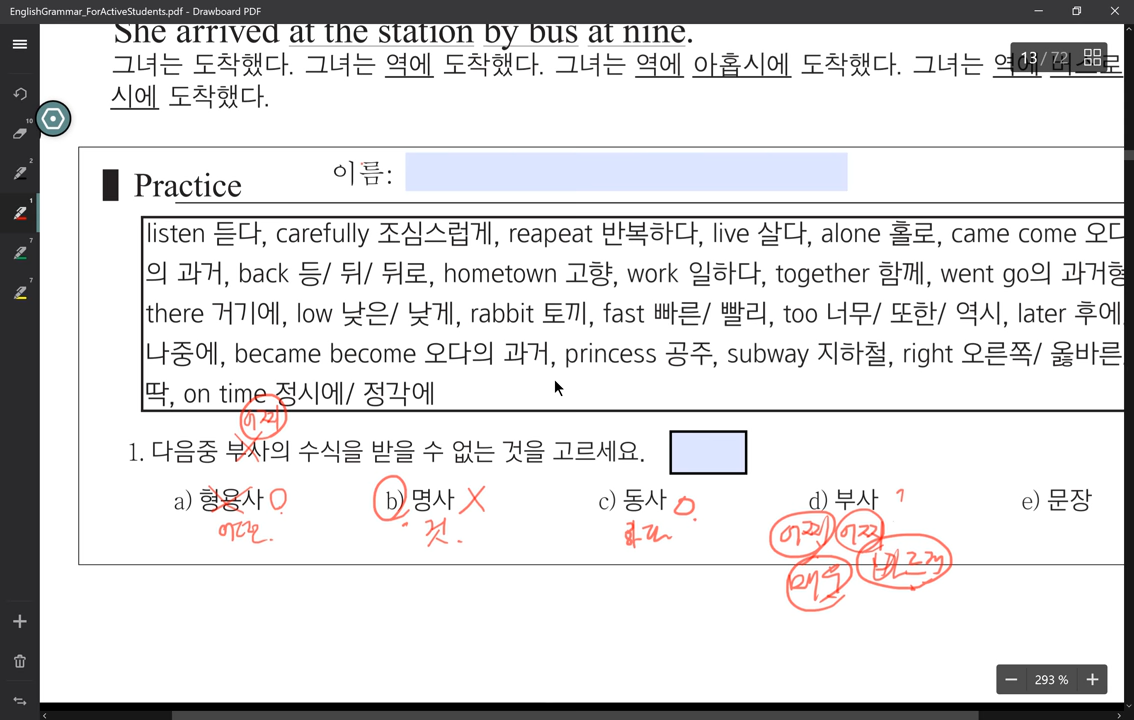 EnglishGrammar_ForActiveStudents.pdf - Drawboard PDF
She arrived at the station by bus at nine.
그녀는 도착했다. 그녀는 역에 도착했다. 그녀는 역에 아홉시에 도착했다. 그녀는 역에 버스로
시에 도착했다.
13 / 72
10
2
1
7
7
Practice 이름:
listen 듣다, carefully 조심스럽게, reapeat 반복하다, live 살다, alone 홀로, came come 오다
의 과거, back 등/ 뒤/ 뒤로, hometown 고향, work 일하다, together 함께, went go의 과거형
there 거기에, low 낮은/ 낮게, rabbit 토끼, fast 빠른/ 빨리, too 너무/ 또한/ 역시, later 후에
나중에, became become 오다의 과거, princess 공주, subway 지하철, right 오른쪽/ 옳바른
딱, on time 정시에/ 정각에
어찌
1. 다음중 부사의 수식을 받을 수 없는 것을 고르세요.
a) 형용사 O b) 명사 X c) 동사 O d) 부사 ? e) 문장
것.
어찌 어찌
매우 빠르게
293 %